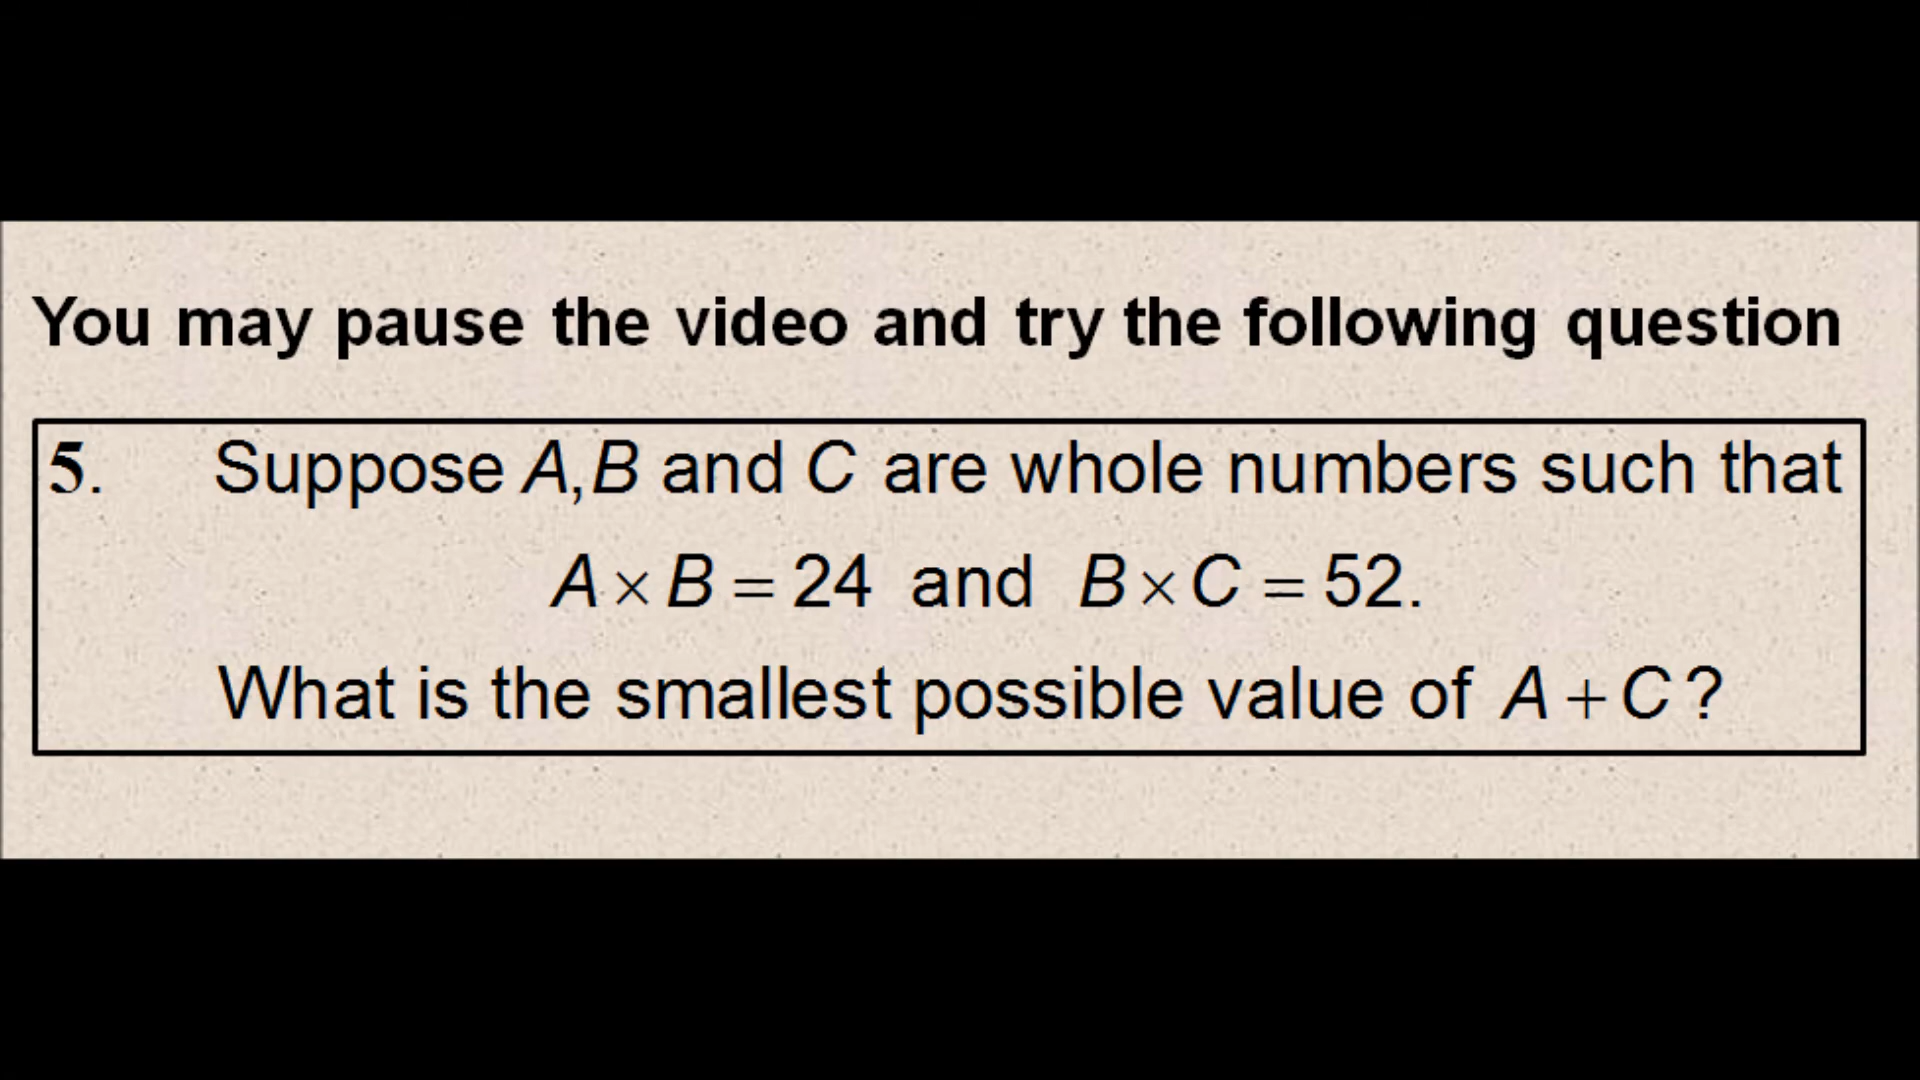 You may pause the video and try the following question
5. Suppose A,B and C are whole numbers such that
A × B = 24 and B × C = 52.
What is the smallest possible value of A + C ?